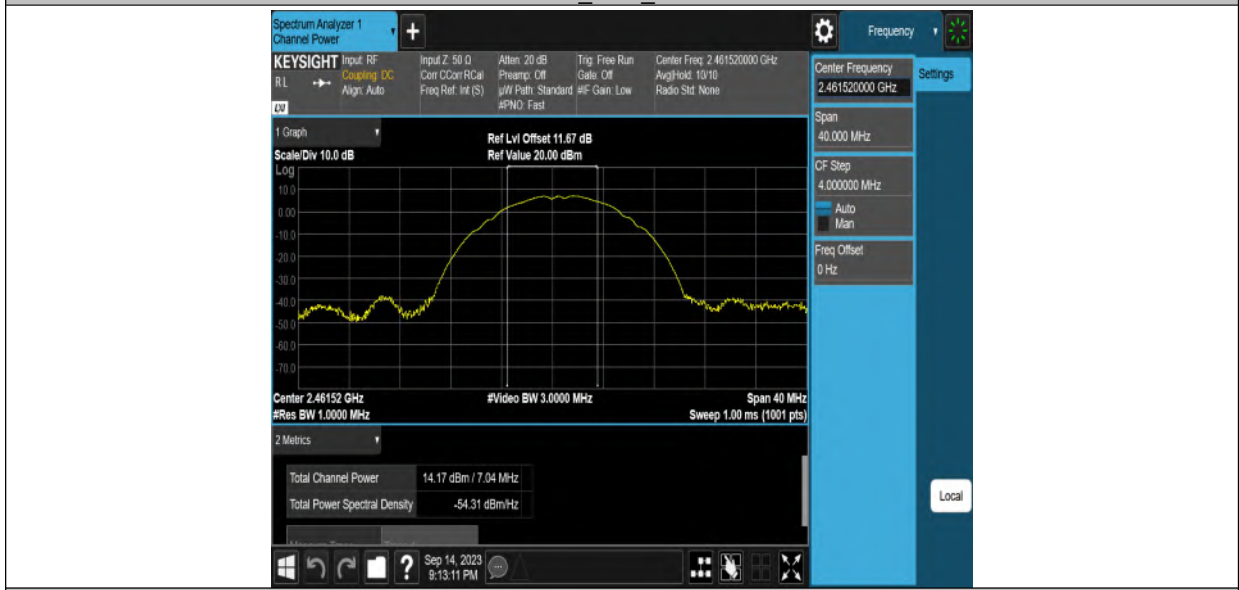 Spectrum Analyzer 1
Channel Power
Frequency
KEYSIGHT
R L
LXI
Input: RF
Coupling: DC
Align: Auto
Input Z: 50 Ω
Corr CCorr RCal
Freq Ref: Int (S)
Atten: 20 dB
Preamp: Off
µW Path: Standard
#PNO: Fast
Trig: Free Run
Gate: Off
#IF Gain: Low
Center Freq: 2.461520000 GHz
Avg|Hold: 10/10
Radio Std: None
Center Frequency
2.461520000 GHz
Settings
Span
40.000 MHz
CF Step
4.000000 MHz
Auto
Man
Freq Offset
0 Hz
1 Graph
Scale/Div 10.0 dB
Ref Lvl Offset 11.67 dB
Ref Value 20.00 dBm
Log
10.0
0.00
-10.0
-20.0
-30.0
-40.0
-50.0
-60.0
-70.0
Center 2.46152 GHz
#Video BW 3.0000 MHz
Span 40 MHz
#Res BW 1.0000 MHz
Sweep 1.00 ms (1001 pts)
2 Metrics
Total Channel Power 14.17 dBm / 7.04 MHz
Total Power Spectral Density -54.31 dBm/Hz
Local
?
Sep 14, 2023
9:13:11 PM